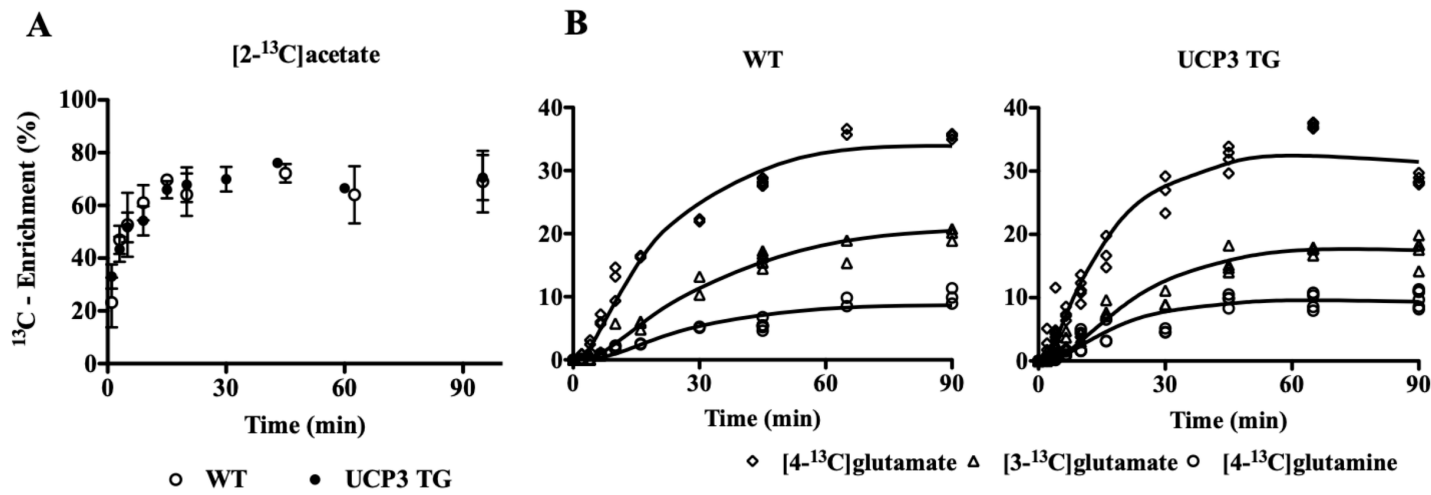 A
[2-¹³C]acetate
¹³C - Enrichment (%)
100
80
60
40
20
0
0 30 60 90
Time (min)
WT UCP3 TG
B
WT
40
30
20
10
0
0 30 60 90
Time (min)
UCP3 TG
40
30
20
10
0
0 30 60 90
Time (min)
[4-¹³C]glutamate [3-¹³C]glutamate [4-¹³C]glutamine